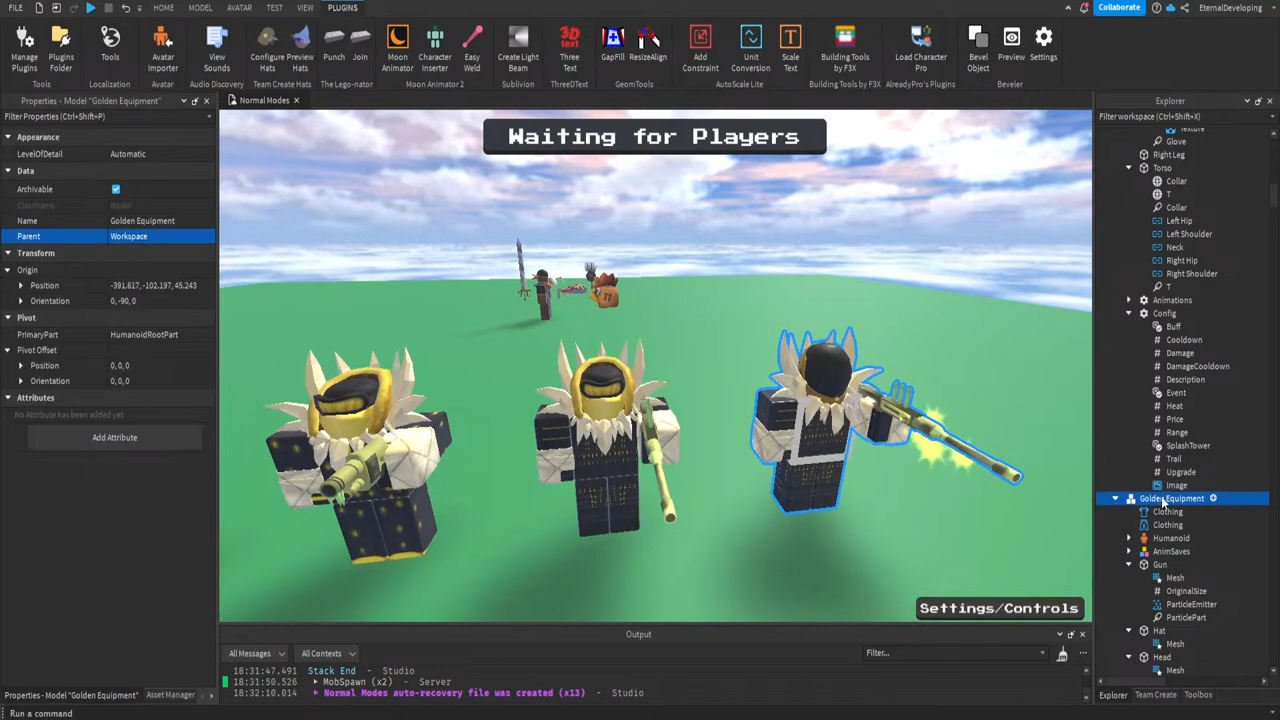 FILE HOME MODEL AVATAR TEST VIEW PLUGINS Collaborate EternalDeveloping
Manage Plugins
Plugins Folder
Tools
Avatar Importer
View Sounds
Configure Hats
Preview Hats
Punch
Join
Moon Animator
Character Inserter
Easy Weld
Create Light Beam
Three Text
GapFill
ResizeAlign
Add Constraint
Unit Conversion
Scale Text
Building Tools by F3X
Load Character Pro
Bevel Object
Preview
Settings
Tools Localization Avatar Audio Discovery Team Create Hats The Lego-nator Moon Animator 2 Sublivion ThreeDText GeomTools AutoScale Lite Building Tools by F3X AlreadyPro's Plugins Beveler
Properties - Model "Golden Equipment"
Filter Properties (Ctrl+Shift+P)
Appearance
LevelOfDetail Automatic
Data
Archivable
ClassName Model
Name Golden Equipment
Parent Workspace
Transform
Origin
Position -391.617, -102.197, 45.243
Orientation 0, -90, 0
Pivot
PrimaryPart HumanoidRootPart
Pivot Offset
Position 0, 0, 0
Orientation 0, 0, 0
Attributes
No Attribute has been added yet
Add Attribute
Properties - Model "Golden Equipment" Asset Manager
Run a command
Normal Modes
Waiting for Players
Settings/Controls
Output
All Messages All Contexts Filter...
18:31:47.491 Stack End - Studio
18:31:50.526 MobSpawn (x2) - Server
18:32:10.014 Normal Modes auto-recovery file was created (x13) - Studio
Explorer
Filter workspace (Ctrl+Shift+X)
Texture
Glove
Right Leg
Torso
Collar
T
Collar
Left Hip
Left Shoulder
Neck
Right Hip
Right Shoulder
T
Animations
Config
Buff
Cooldown
Damage
DamageCooldown
Description
Event
Heat
Price
Range
SplashTower
Trail
Upgrade
Image
Golden Equipment
Clothing
Clothing
Humanoid
AnimSaves
Gun
Mesh
OriginalSize
ParticleEmitter
ParticlePart
Hat
Mesh
Head
Mesh
Explorer Team Create Toolbox